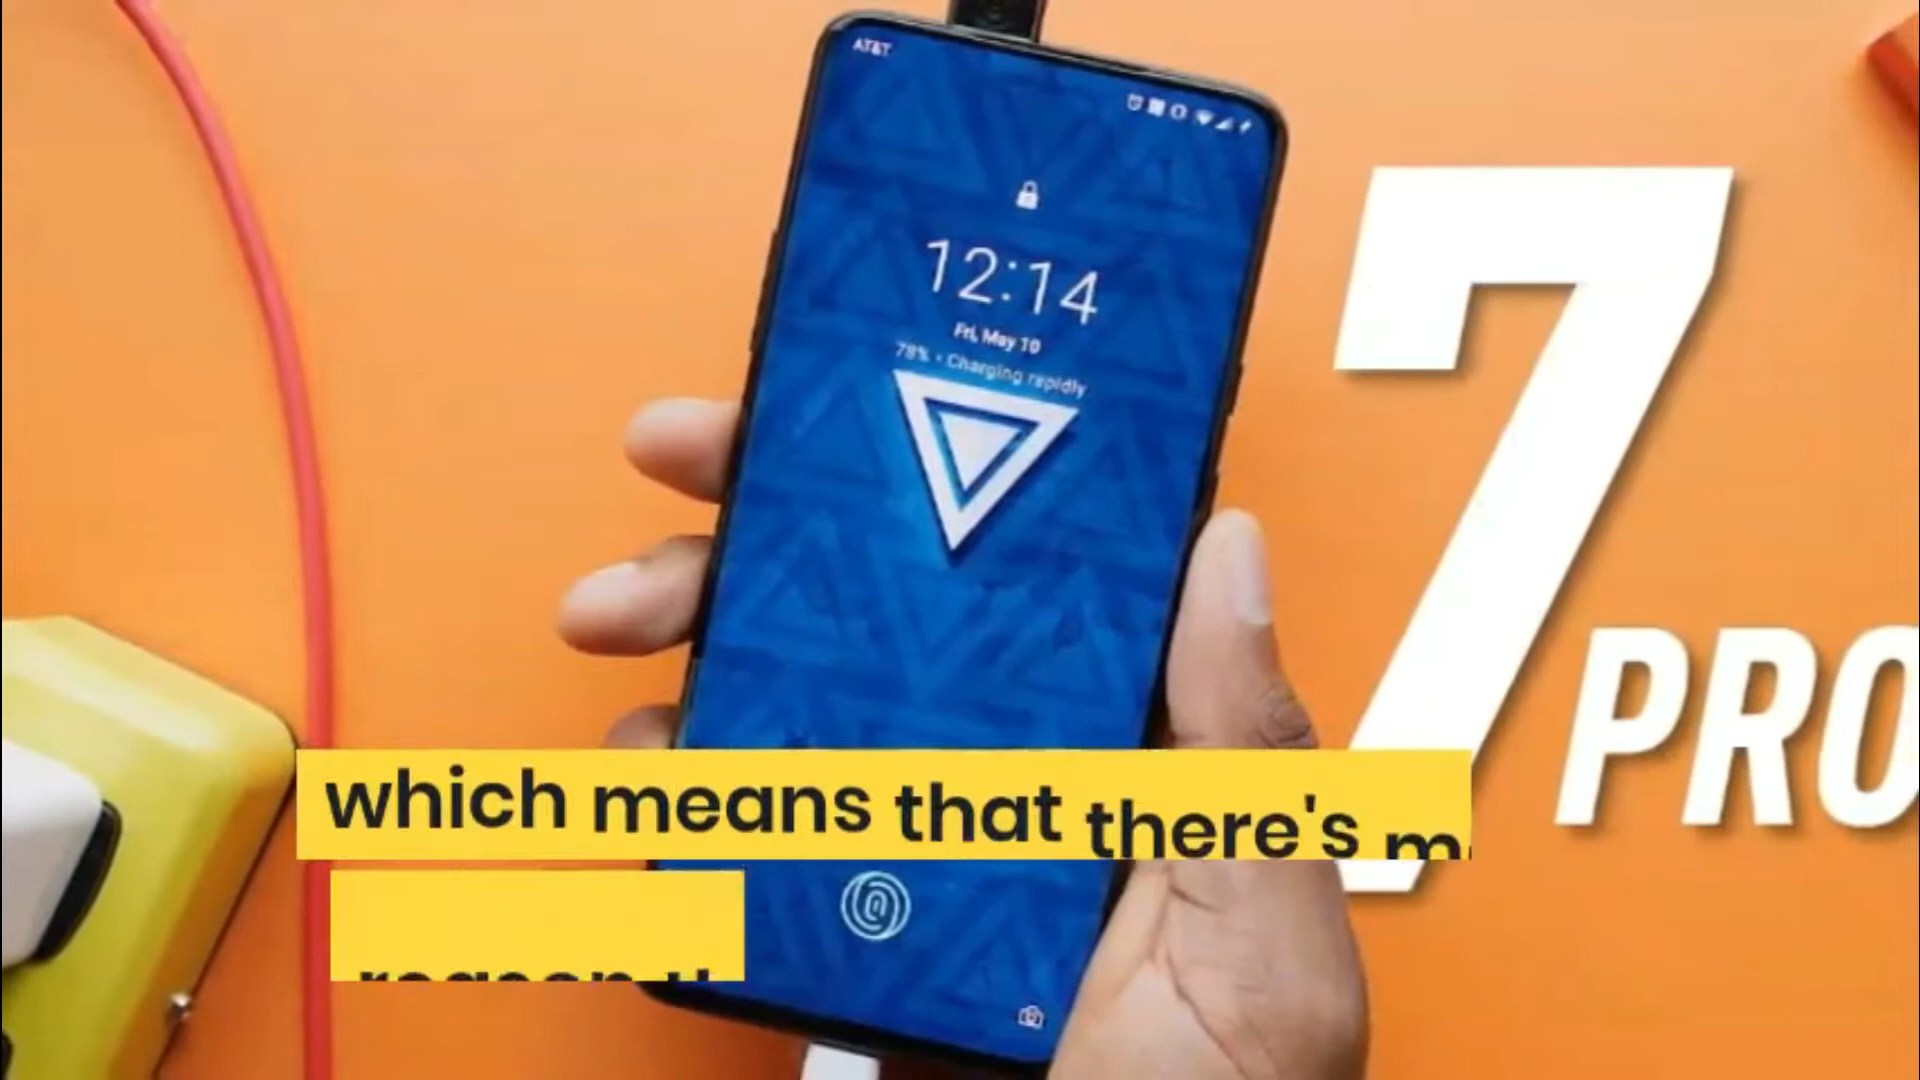 AT&T
12:14
Fri, May 10
78% • Charging rapidly
7
PRO
which means that there's